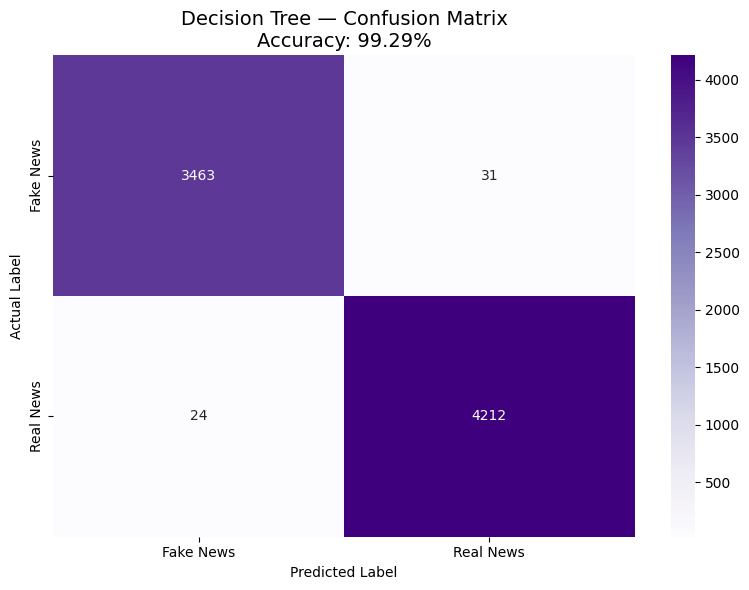 Decision Tree — Confusion Matrix
Accuracy: 99.29%
Actual Label
Fake News
Real News
3463
31
24
4212
Fake News
Real News
Predicted Label
4000
3500
3000
2500
2000
1500
1000
500